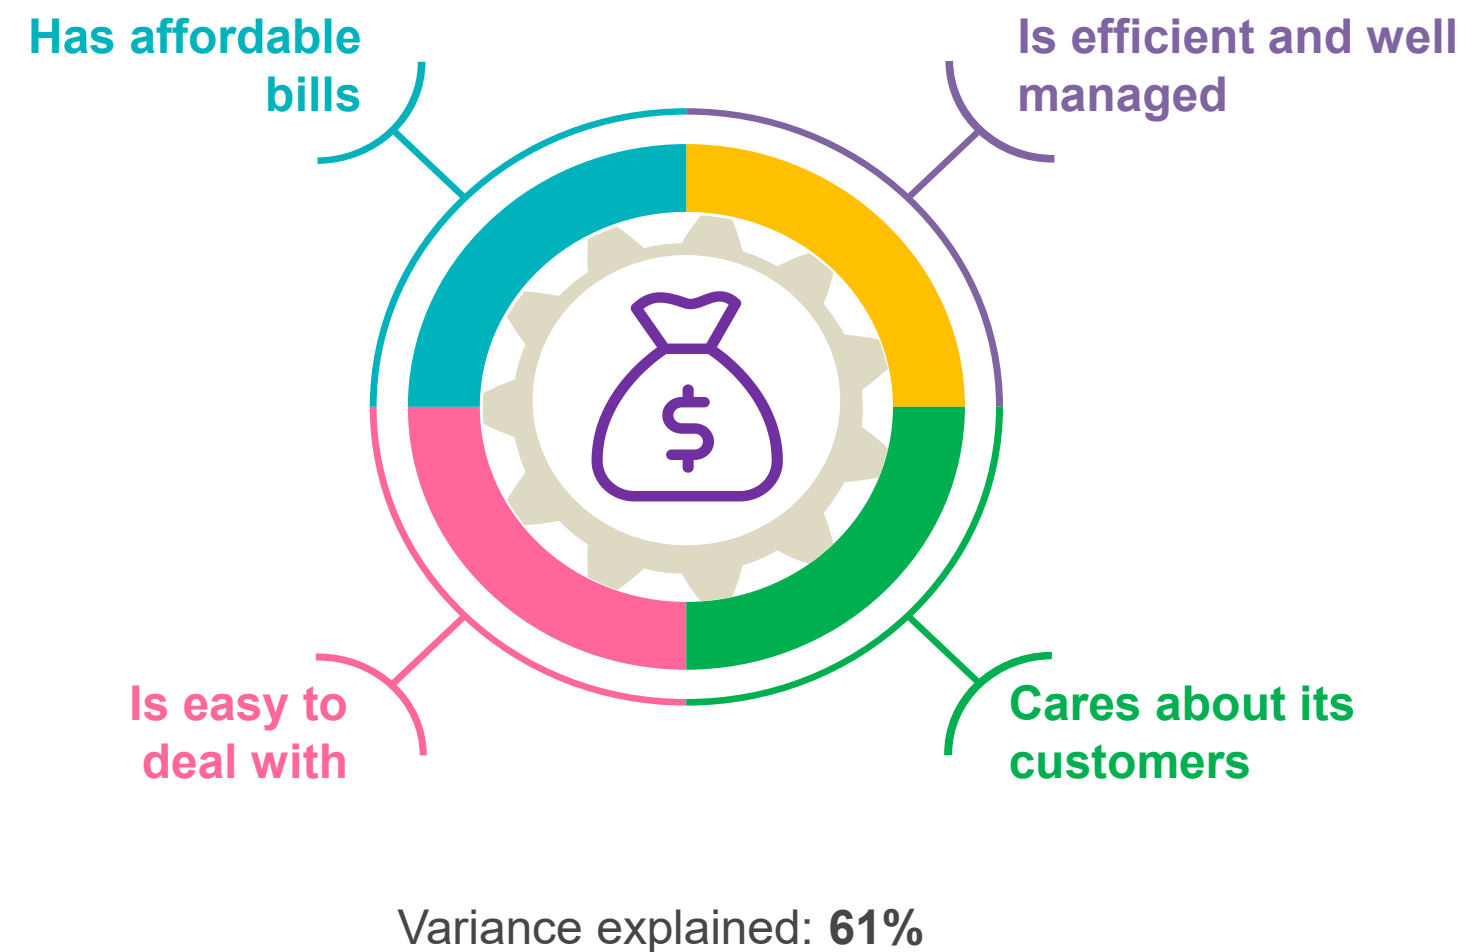 Has affordable
bills
Is efficient and well
managed
$
Is easy to
deal with
Cares about its
customers
Variance explained: 61%